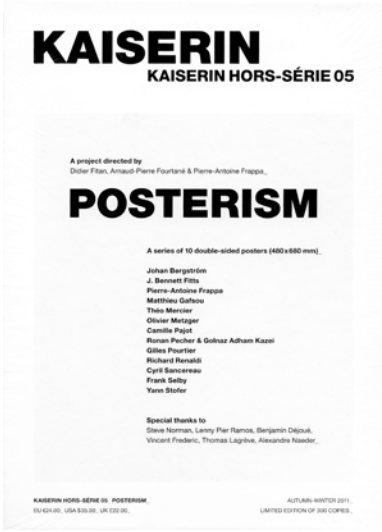 KAISERIN
KAISERIN HORS-SÉRIE 05
A project directed by
Didier Fitan, Arnaud-Pierre Fourtané & Pierre-Antoine Frappa_
POSTERISM
A series of 10 double-sided posters (480x680 mm)_
Johan Bergström
J. Bennett Fitts
Pierre-Antoine Frappa
Matthieu Gafsou
Théo Mercier
Olivier Metzger
Camille Pajot
Ronan Pecher & Golnaz Adham Kazei
Gilles Pourtier
Richard Renaldi
Cyril Sancereau
Frank Selby
Yann Stofer
Special thanks to
Steve Norman, Lenny Pier Ramos, Benjamin Déjoué,
Vincent Frederic, Thomas Lagrève, Alexandre Naeder_
KAISERIN HORS-SÉRIE 05_ POSTERISM_
AUTUMN-WINTER 2011_
EU €24.00_ USA $35.00_ UK £22.00_
LIMITED EDITION OF 300 COPIES_